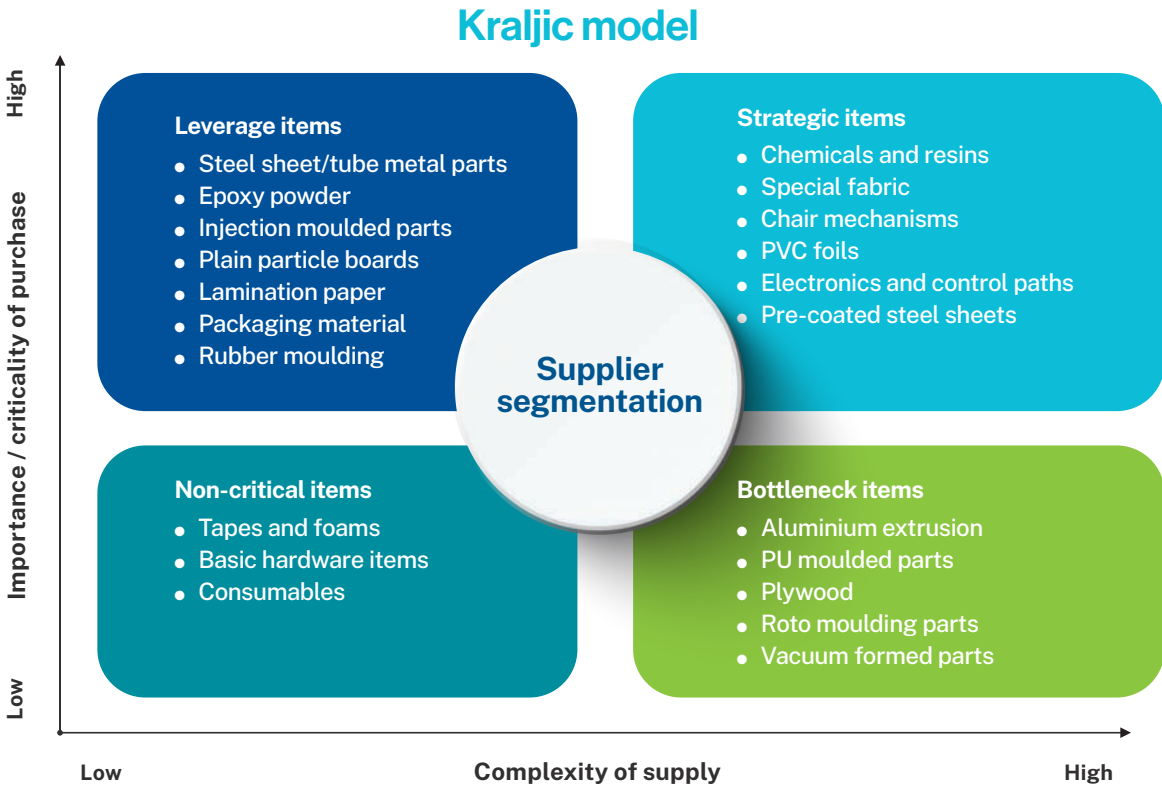 Kraljic model
High
Importance / criticality of purchase
Low
Leverage items
Steel sheet/tube metal parts
Epoxy powder
Injection moulded parts
Plain particle boards
Lamination paper
Packaging material
Rubber moulding
Strategic items
Chemicals and resins
Special fabric
Chair mechanisms
PVC foils
Electronics and control paths
Pre-coated steel sheets
Supplier
segmentation
Non-critical items
Tapes and foams
Basic hardware items
Consumables
Bottleneck items
Aluminium extrusion
PU moulded parts
Plywood
Roto moulding parts
Vacuum formed parts
Low
Complexity of supply
High